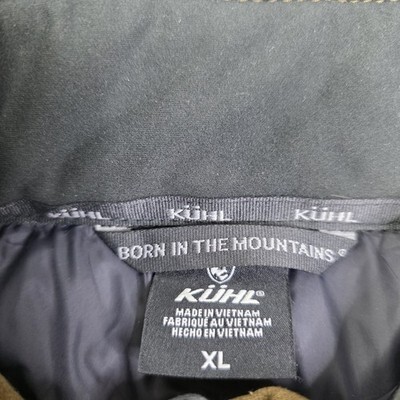 KÜHL KÜHL KÜHL
BORN IN THE MOUNTAINS®
KÜHL®
MADE IN VIETNAM
FABRIQUÉ AU VIETNAM
HECHO EN VIETNAM
XL